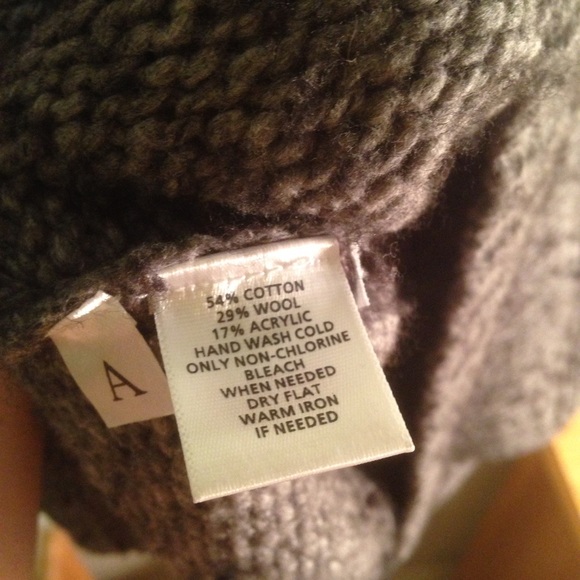 54% COTTON
29% WOOL
17% ACRYLIC
HAND WASH COLD
ONLY NON-CHLORINE
BLEACH
WHEN NEEDED
DRY FLAT
WARM IRON
IF NEEDED
A